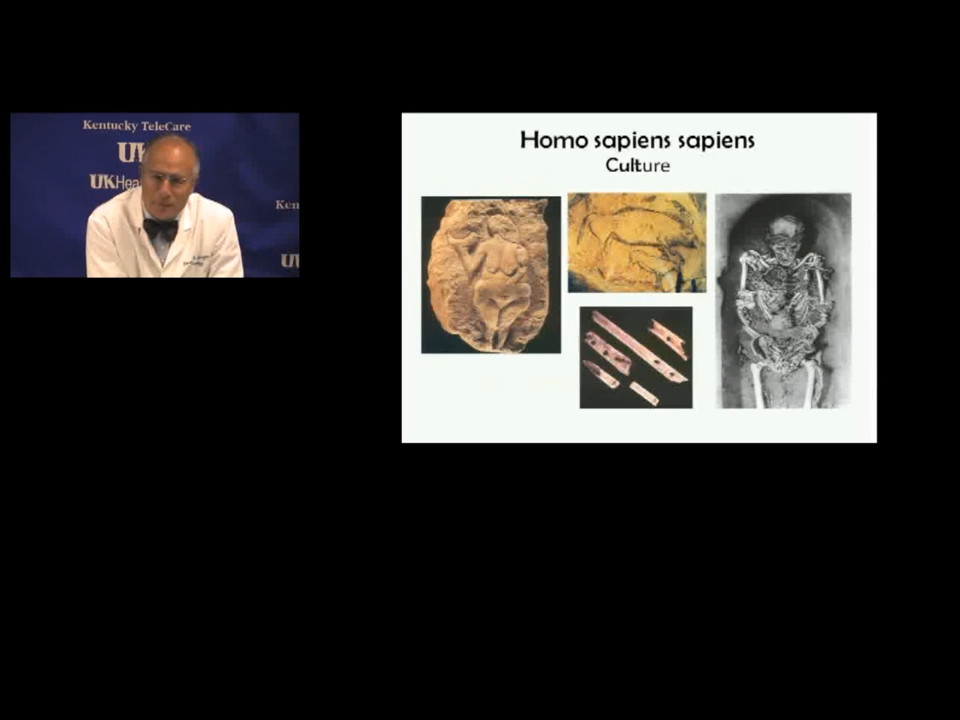 Kentucky TeleCare
UK
UKHea
Ken
UK
Homo sapiens sapiens
Culture